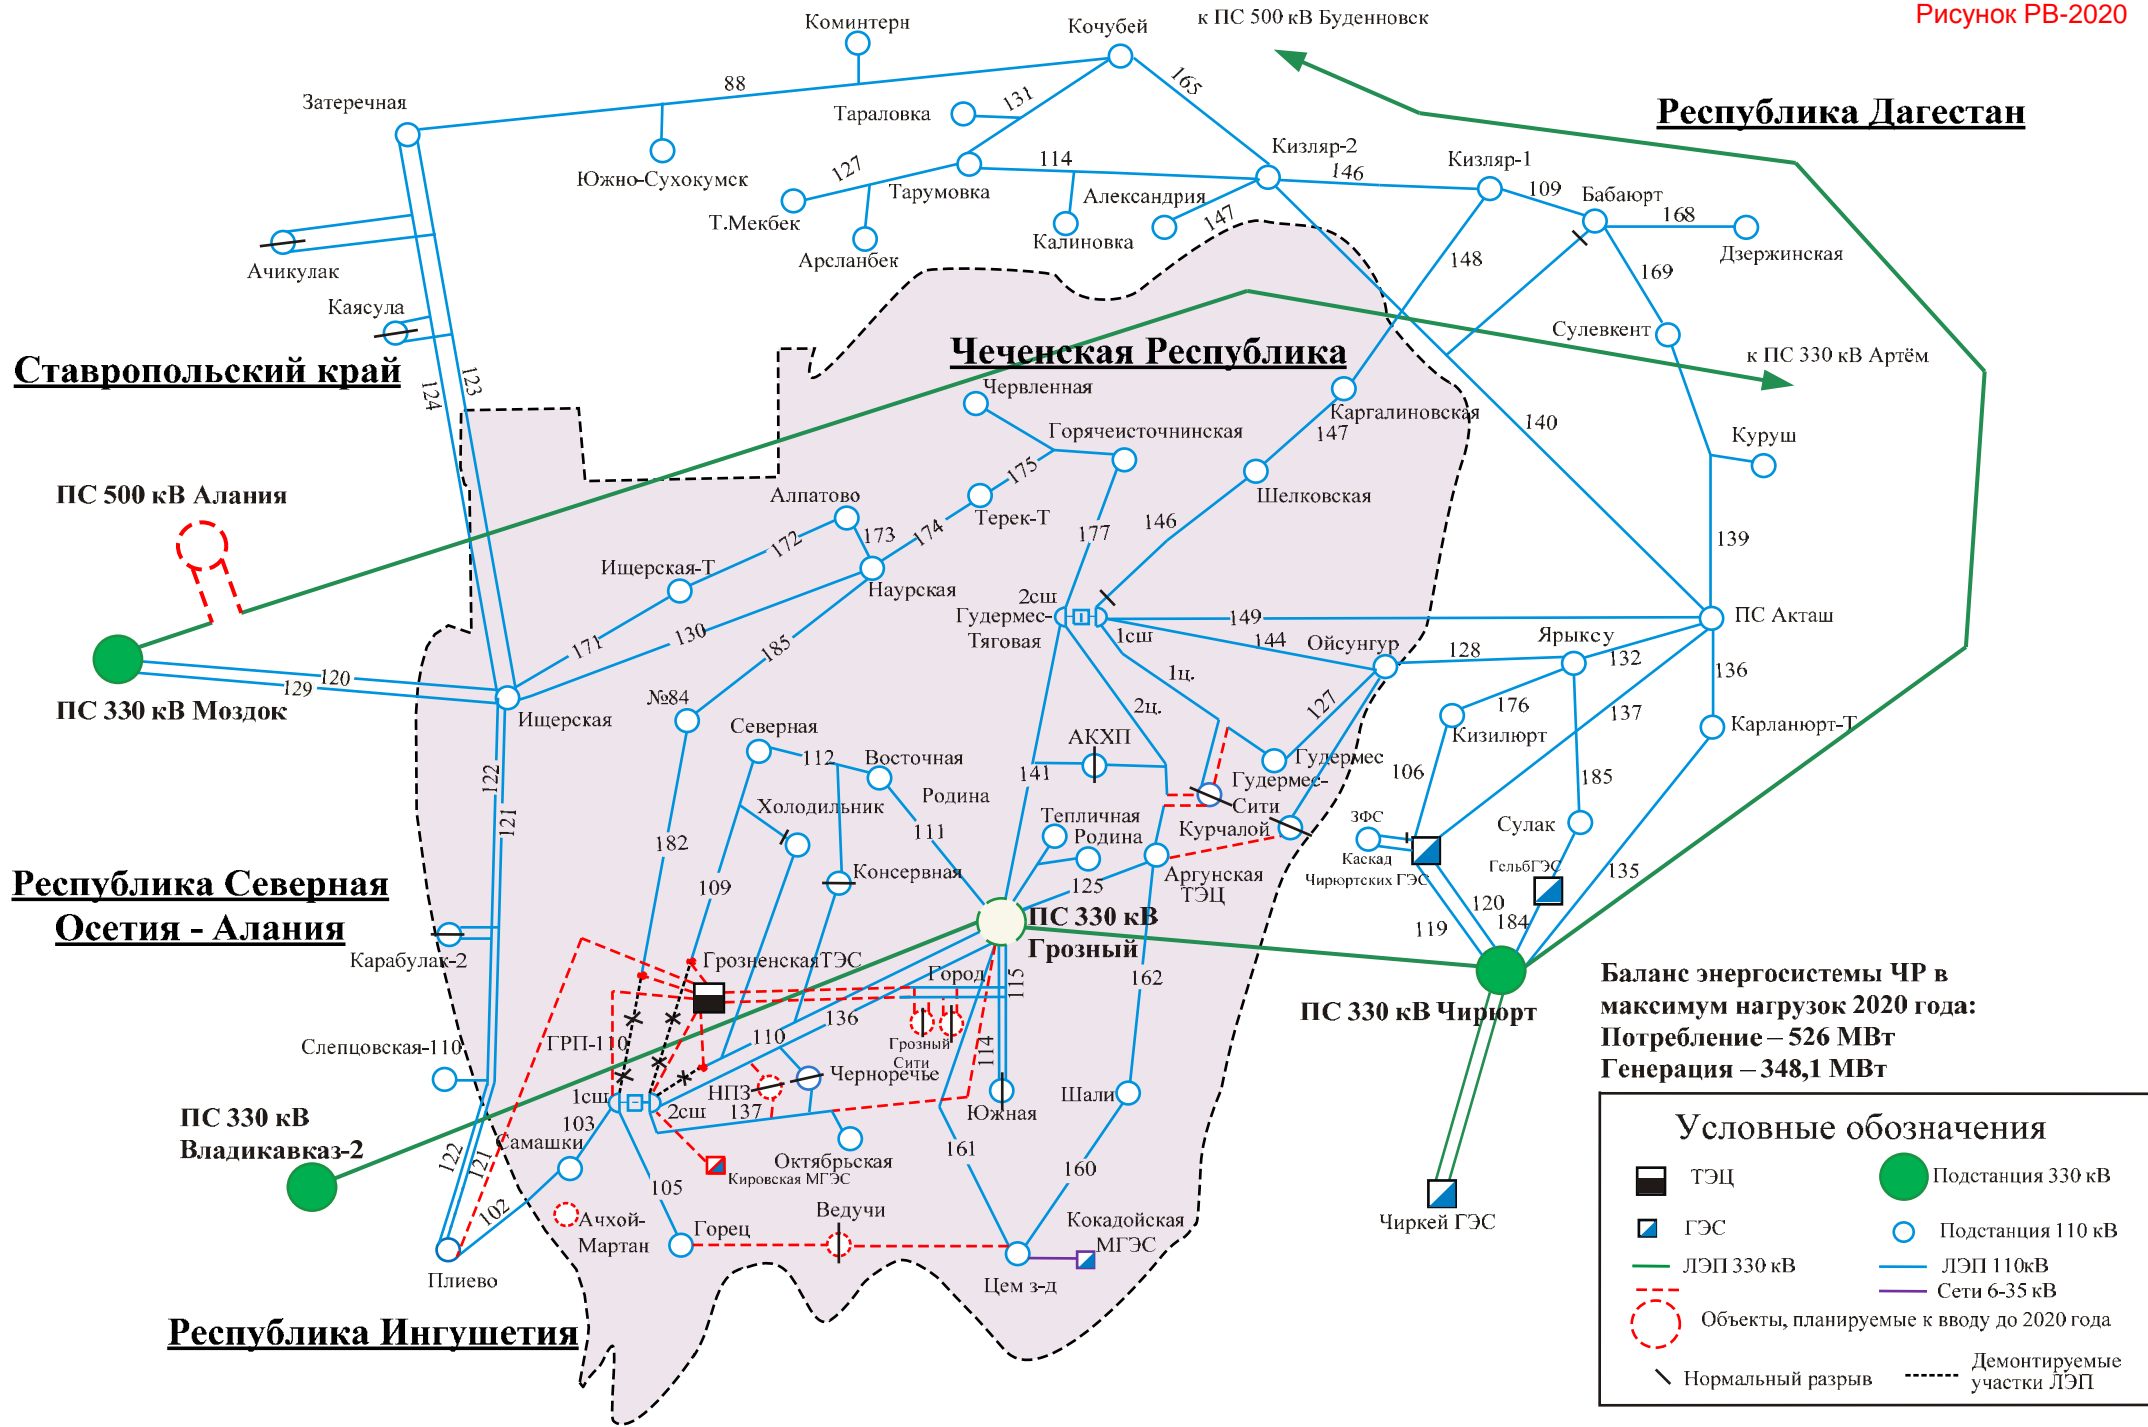 Рисунок РВ-2020
к ПС 500 кВ Буденновск
Коминтерн
Кочубей
Республика Дагестан
Затеречная
88
165
131
Тараловка
Южно-Сухокумск
127
Тарумовка
114
Кизляр-2
146
Кизляр-1
109
Бабаюрт
168
Т.Мекбек
Арсланбек
Александрия
Калиновка
147
148
169
Дзержинская
Ачикулак
Каясула
Сулевкент
Ставропольский край
Чеченская Республика
к ПС 330 кВ Артём
124
123
Червленная
Каргалиновская
147
140
Куруш
Горячеисточнинская
175
Шелковская
ПС 500 кВ Алания
Алпатово
Терек-Т
146
177
139
172
173
174
Ищерская-Т
Наурская
2сш
Гудермес-
Тяговая
1сш
149
144
Ойсунгур
128
Ярыксу
132
ПС Акташ
136
171
130
185
120
129
ПС 330 кВ Моздок
Ищерская
№84
Северная
112
Восточная
1ц.
2ц.
127
176
137
Кизилюрт
Карланюрт-Т
АКХП
Гудермес
122
121
141
106
185
Холодильник
Родина
Гудермес-
Сити
182
111
Тепличная
Родина
Курчалой
ЗФС
Каскад
Чирюртских ГЭС
Сулак
ГельбГЭС
Республика Северная
Осетия - Алания
109
Консервная
125
Аргунская
ТЭЦ
135
120
119
184
ПС 330 кВ
Грозный
Карабулак-2
ГрозненскаяТЭС
Город
115
162
ПС 330 кВ Чирюрт
Баланс энергосистемы ЧР в
максимум нагрузок 2020 года:
Потребление – 526 МВт
Генерация – 348,1 МВт
136
110
Слепцовская-110
ГРП-110
Грозный
Сити
114
НПЗ
Черноречье
1сш
2сш
137
Южная
Шали
ПС 330 кВ
Владикавказ-2
103
Самашки
Октябрьская
161
160
122
121
Кировская МГЭС
105
102
Ачхой-
Мартан
Горец
Ведучи
Кокадойская
МГЭС
Чиркей ГЭС
Плиево
Цем з-д
Республика Ингушетия
Условные обозначения
ТЭЦ
Подстанция 330 кВ
ГЭС
Подстанция 110 кВ
ЛЭП 330 кВ
ЛЭП 110кВ
Сети 6-35 кВ
Объекты, планируемые к вводу до 2020 года
Нормальный разрыв
Демонтируемые
участки ЛЭП